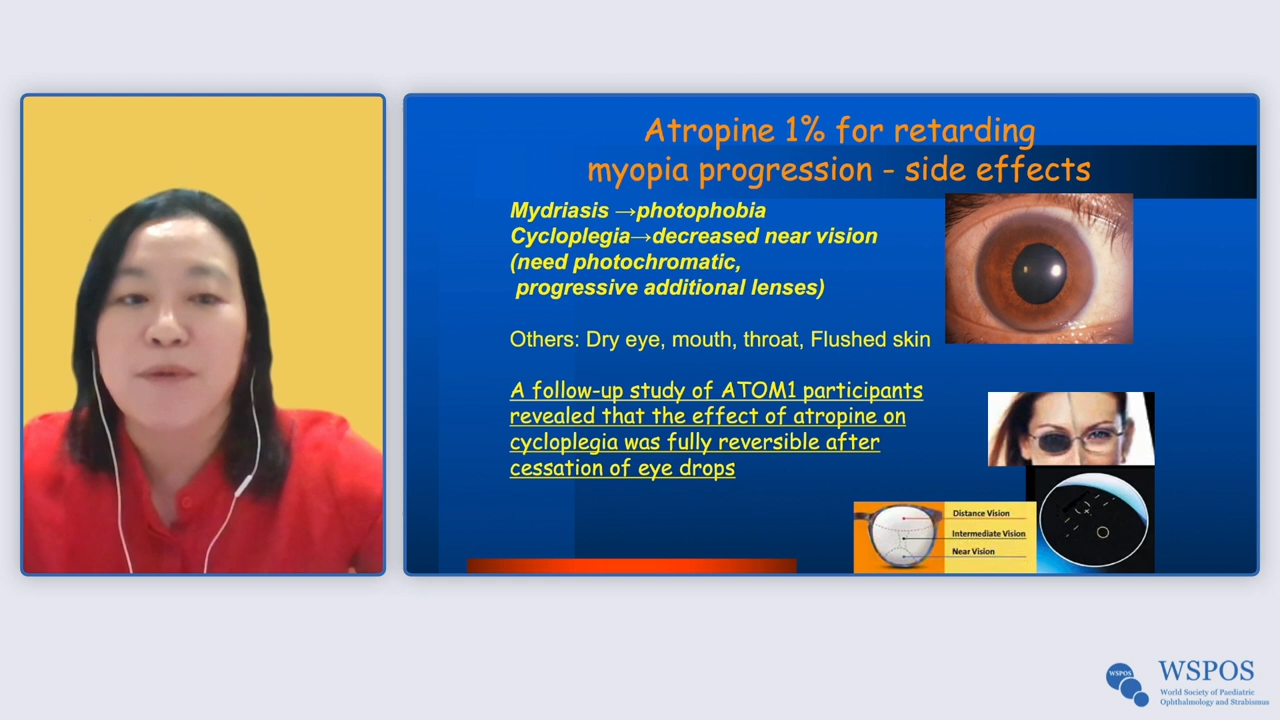 Atropine 1% for retarding
myopia progression - side effects
Mydriasis →photophobia
Cycloplegia→decreased near vision
(need photochromatic,
progressive additional lenses)
Others: Dry eye, mouth, throat, Flushed skin
A follow-up study of ATOM1 participants
revealed that the effect of atropine on
cycloplegia was fully reversible after
cessation of eye drops
Distance Vision
Intermediate Vision
Near Vision
WSPOS
WSPOS
World Society of Paediatric
Ophthalmology and Strabismus